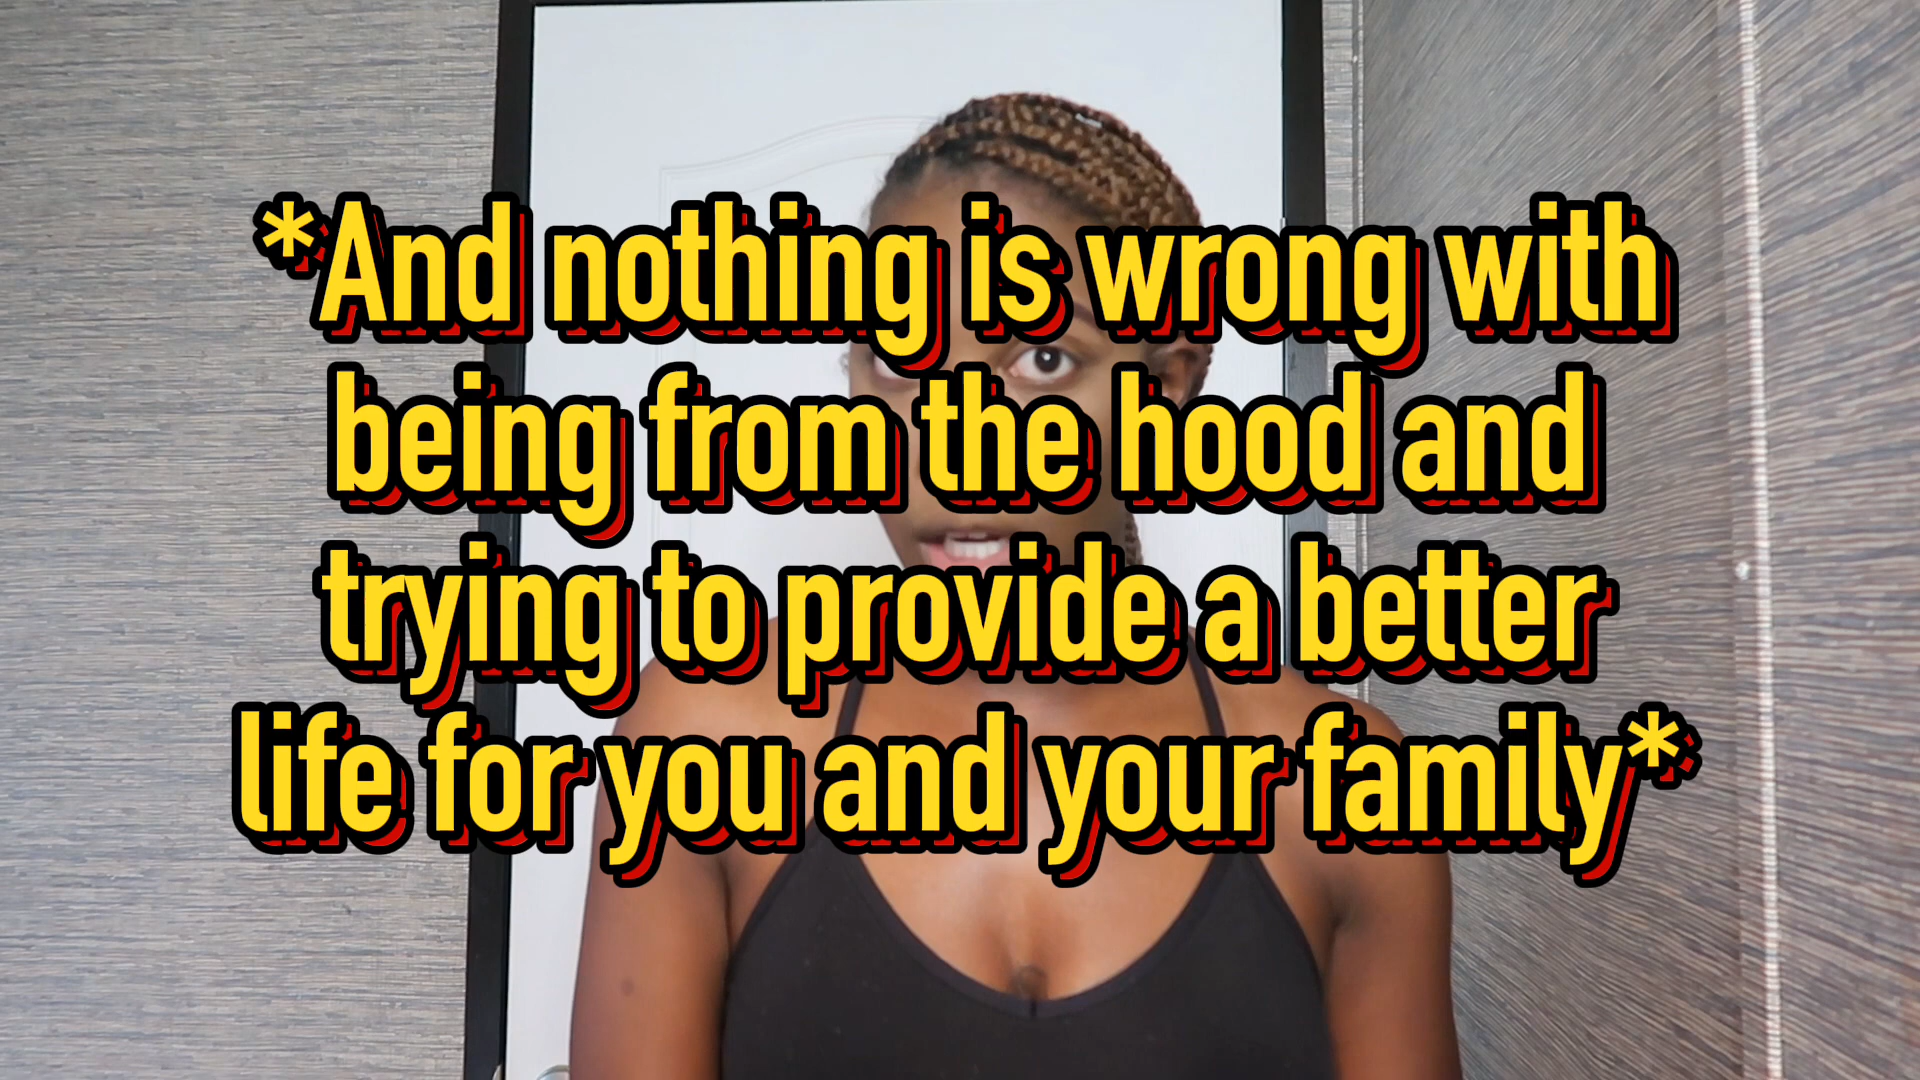 *And nothing is wrong with
being from the hood and
trying to provide a better
life for you and your family*